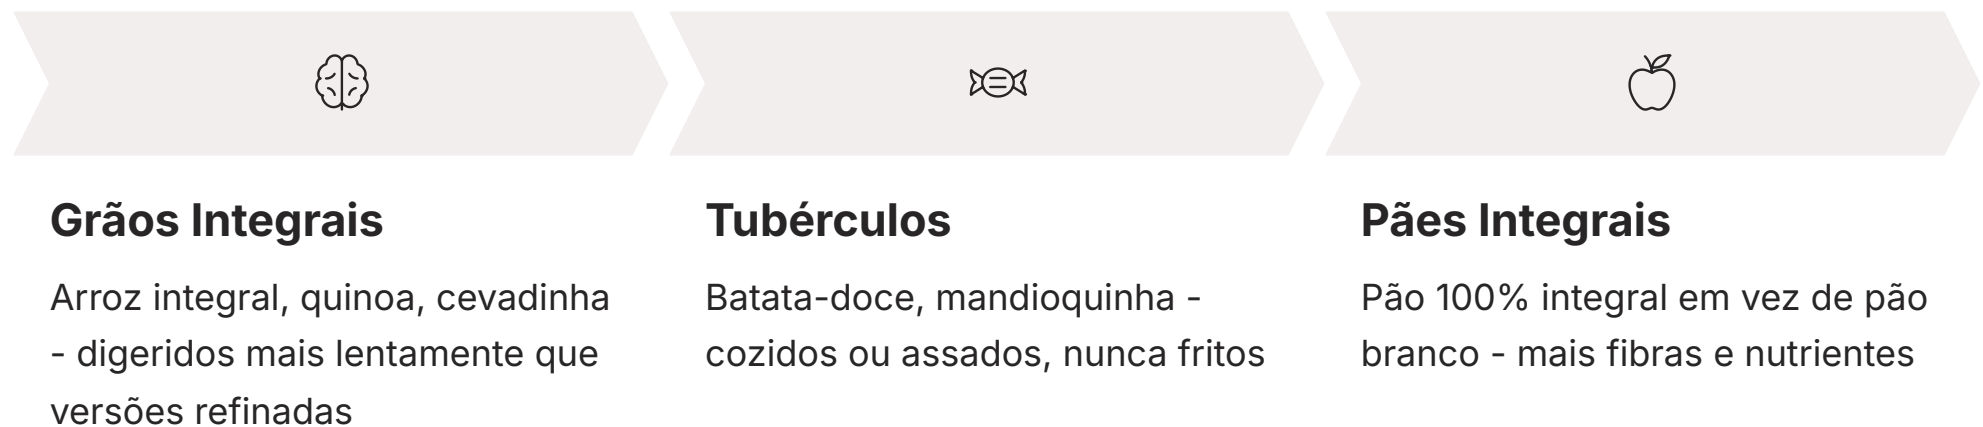 Grãos Integrais
Arroz integral, quinoa, cevadinha
- digeridos mais lentamente que
versões refinadas
Tubérculos
Batata-doce, mandioquinha -
cozidos ou assados, nunca fritos
Pães Integrais
Pão 100% integral em vez de pão
branco - mais fibras e nutrientes